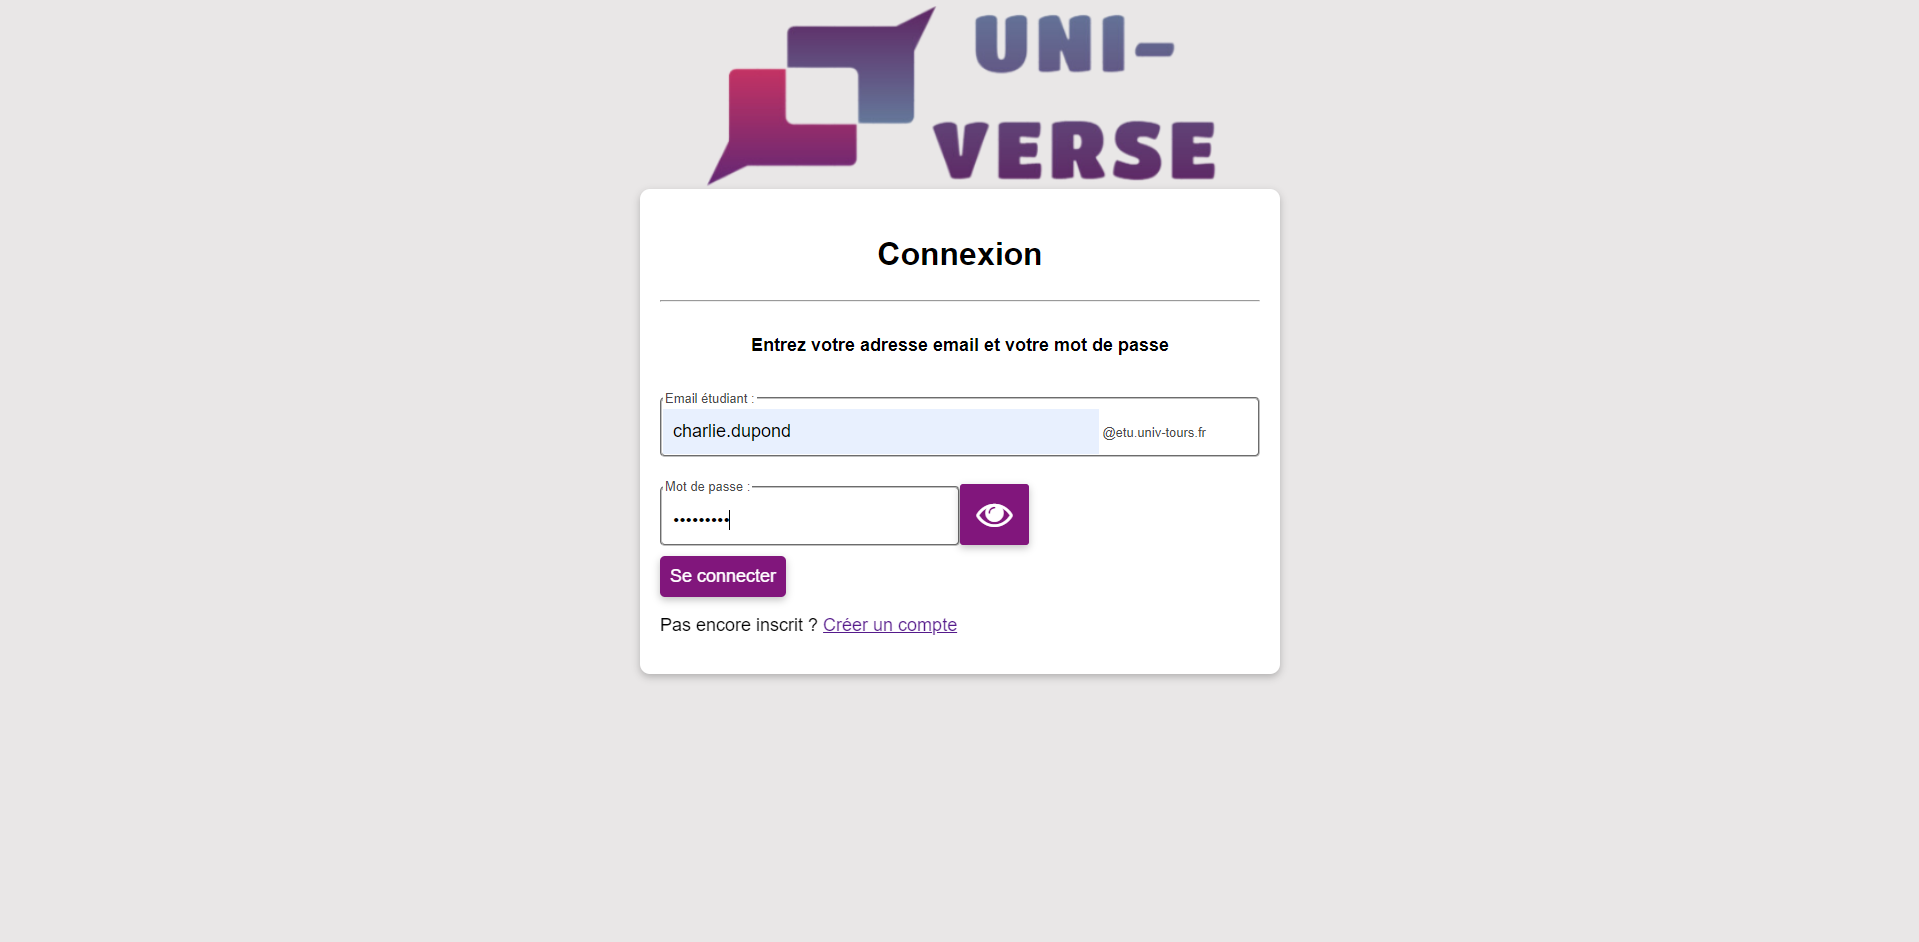 UNI-
VERSE
Connexion
Entrez votre adresse email et votre mot de passe
Email étudiant :
charlie.dupond @etu.univ-tours.fr
Mot de passe :
•••••••••
Se connecter
Pas encore inscrit ? Créer un compte